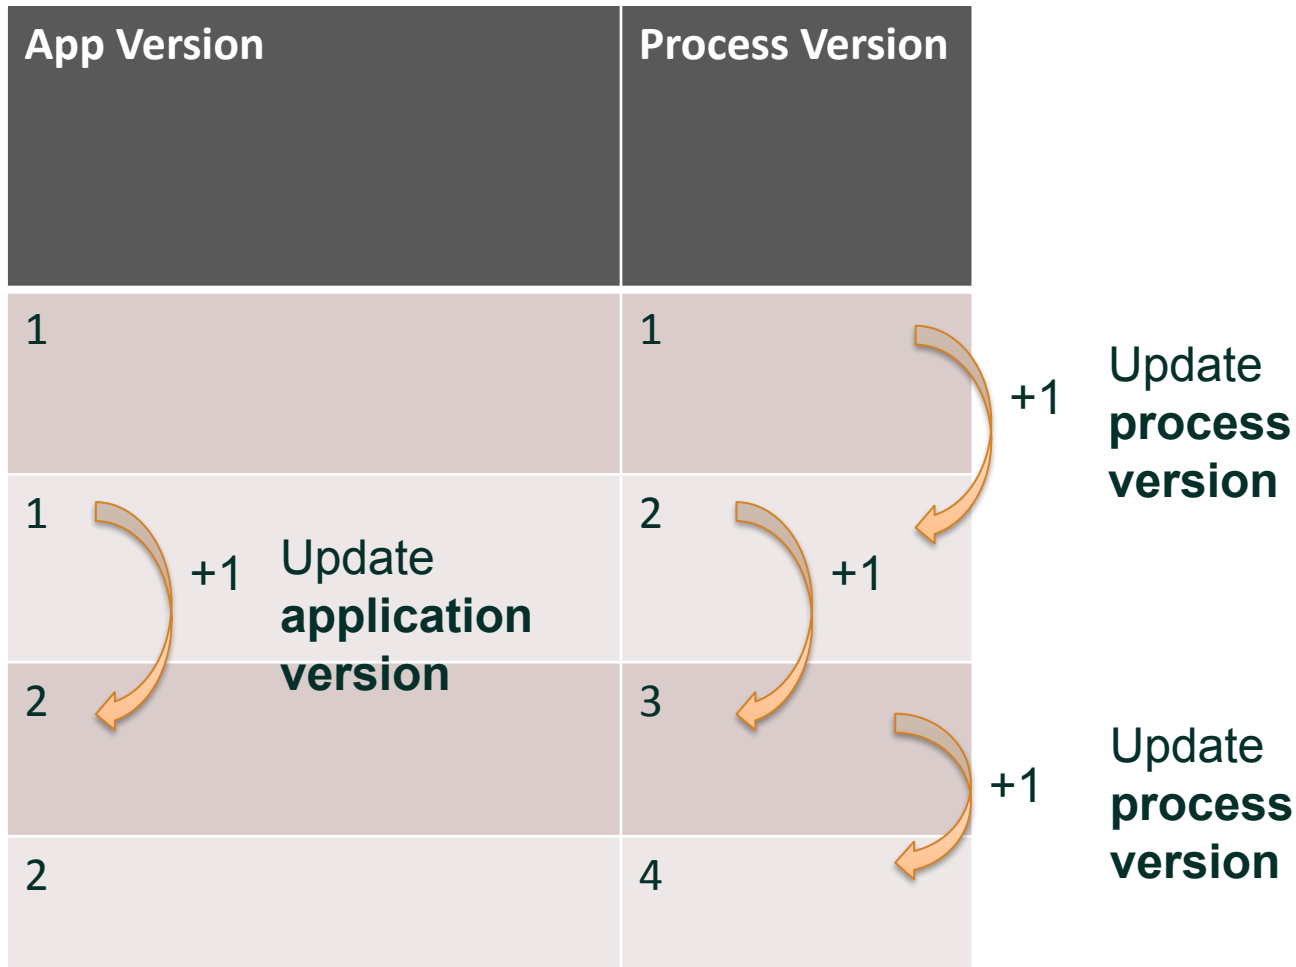 App Version
Process Version
1
1
+1
Update
process
version
1
+1
Update
application
version
2
+1
2
3
+1
Update
process
version
2
4